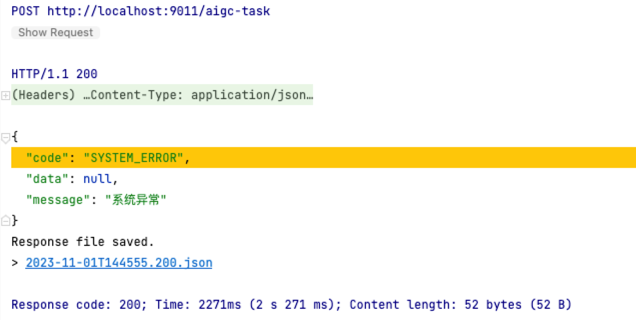 POST http://localhost:9011/aigc-task
Show Request
HTTP/1.1 200
(Headers) …Content-Type: application/json…
{
"code": "SYSTEM_ERROR",
"data": null,
"message": "系统异常"
}
Response file saved.
> 2023-11-01T144555.200.json
Response code: 200; Time: 2271ms (2 s 271 ms); Content length: 52 bytes (52 B)